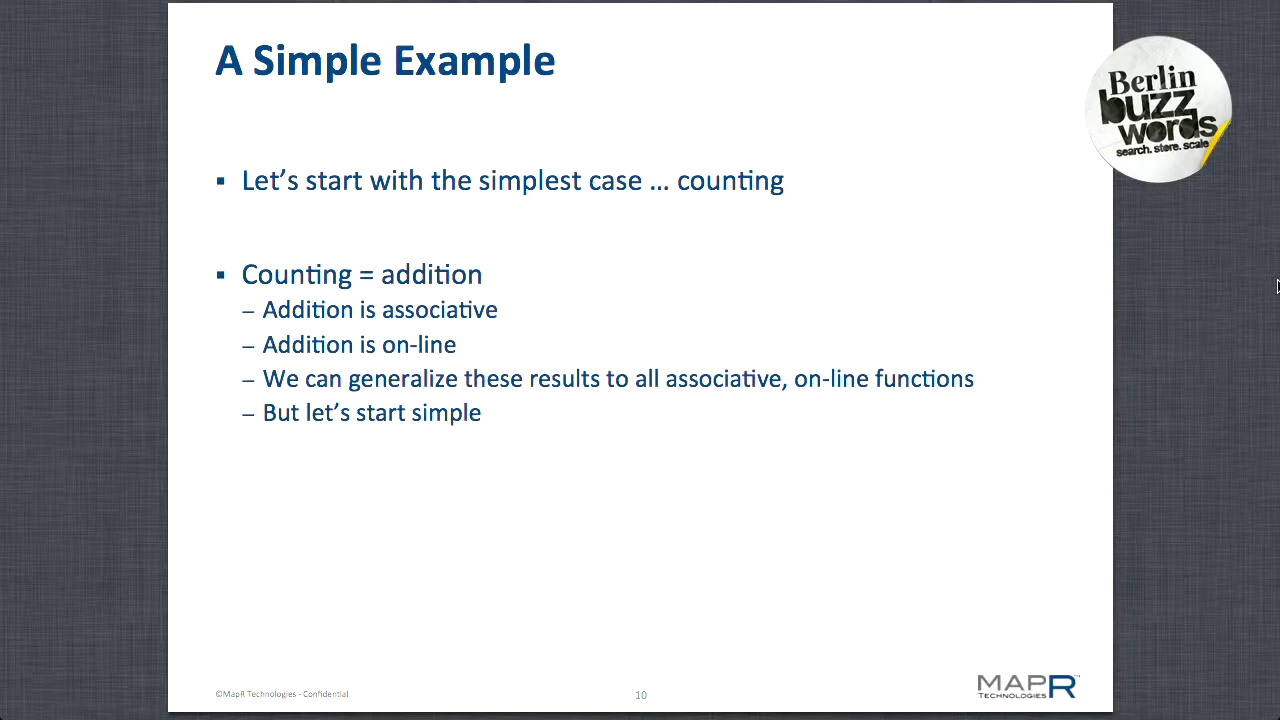 A Simple Example
Berlin
buzz
words
search. store. scale
▪ Let’s start with the simplest case … counting
▪ Counting = addition
– Addition is associative
– Addition is on-line
– We can generalize these results to all associative, on-line functions
– But let’s start simple
©MapR Technologies - Confidential
10
MAPR™
TECHNOLOGIES